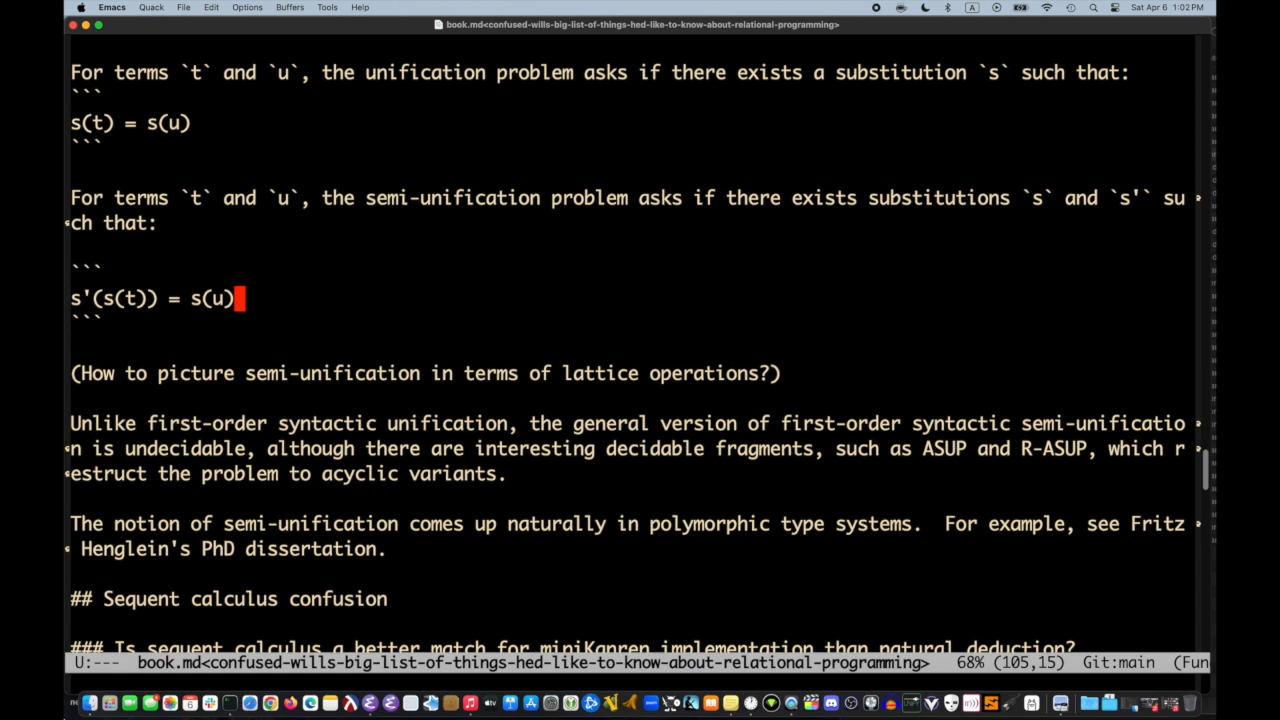 Emacs Quack File Edit Options Buffers Tools Help Sat Apr 6 1:02 PM
book.md<confused-wills-big-list-of-things-hed-like-to-know-about-relational-programming>
For terms `t` and `u`, the unification problem asks if there exists a substitution `s` such that:
```
s(t) = s(u)
```
For terms `t` and `u`, the semi-unification problem asks if there exists substitutions `s` and `s'` su
ch that:
```
s'(s(t)) = s(u)
```
(How to picture semi-unification in terms of lattice operations?)
Unlike first-order syntactic unification, the general version of first-order syntactic semi-unificatio
n is undecidable, although there are interesting decidable fragments, such as ASUP and R-ASUP, which r
estruct the problem to acyclic variants.
The notion of semi-unification comes up naturally in polymorphic type systems.  For example, see Fritz
Henglein's PhD dissertation.
## Sequent calculus confusion
### Is sequent calculus a better match for miniKanren implementation than natural deduction?
U:---  book.md<confused-wills-big-list-of-things-hed-like-to-know-about-relational-programming>   68% (105,15)  Git:main  (Fun